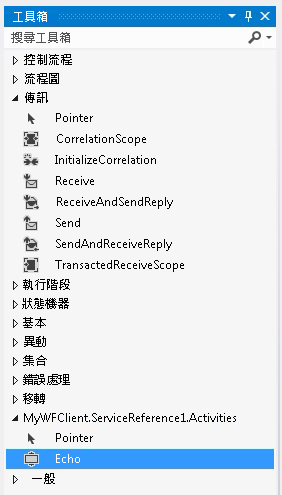 工具箱
搜尋工具箱
控制流程
流程圖
傳訊
Pointer
CorrelationScope
InitializeCorrelation
Receive
ReceiveAndSendReply
Send
SendAndReceiveReply
TransactedReceiveScope
執行階段
狀態機器
基本
異動
集合
錯誤處理
移轉
MyWFClient.ServiceReference1.Activities
Pointer
Echo
一般